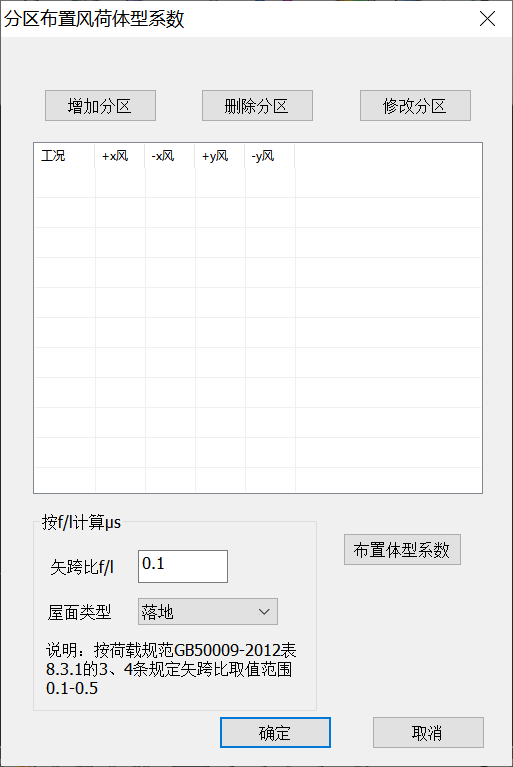 分区布置风荷体型系数
增加分区 删除分区 修改分区
工况 +x风 -x风 +y风 -y风
按f/l计算μs
矢跨比f/l 0.1
布置体型系数
屋面类型 落地
说明：按荷载规范GB50009-2012表
8.3.1的3、4条规定矢跨比取值范围
0.1-0.5
确定 取消